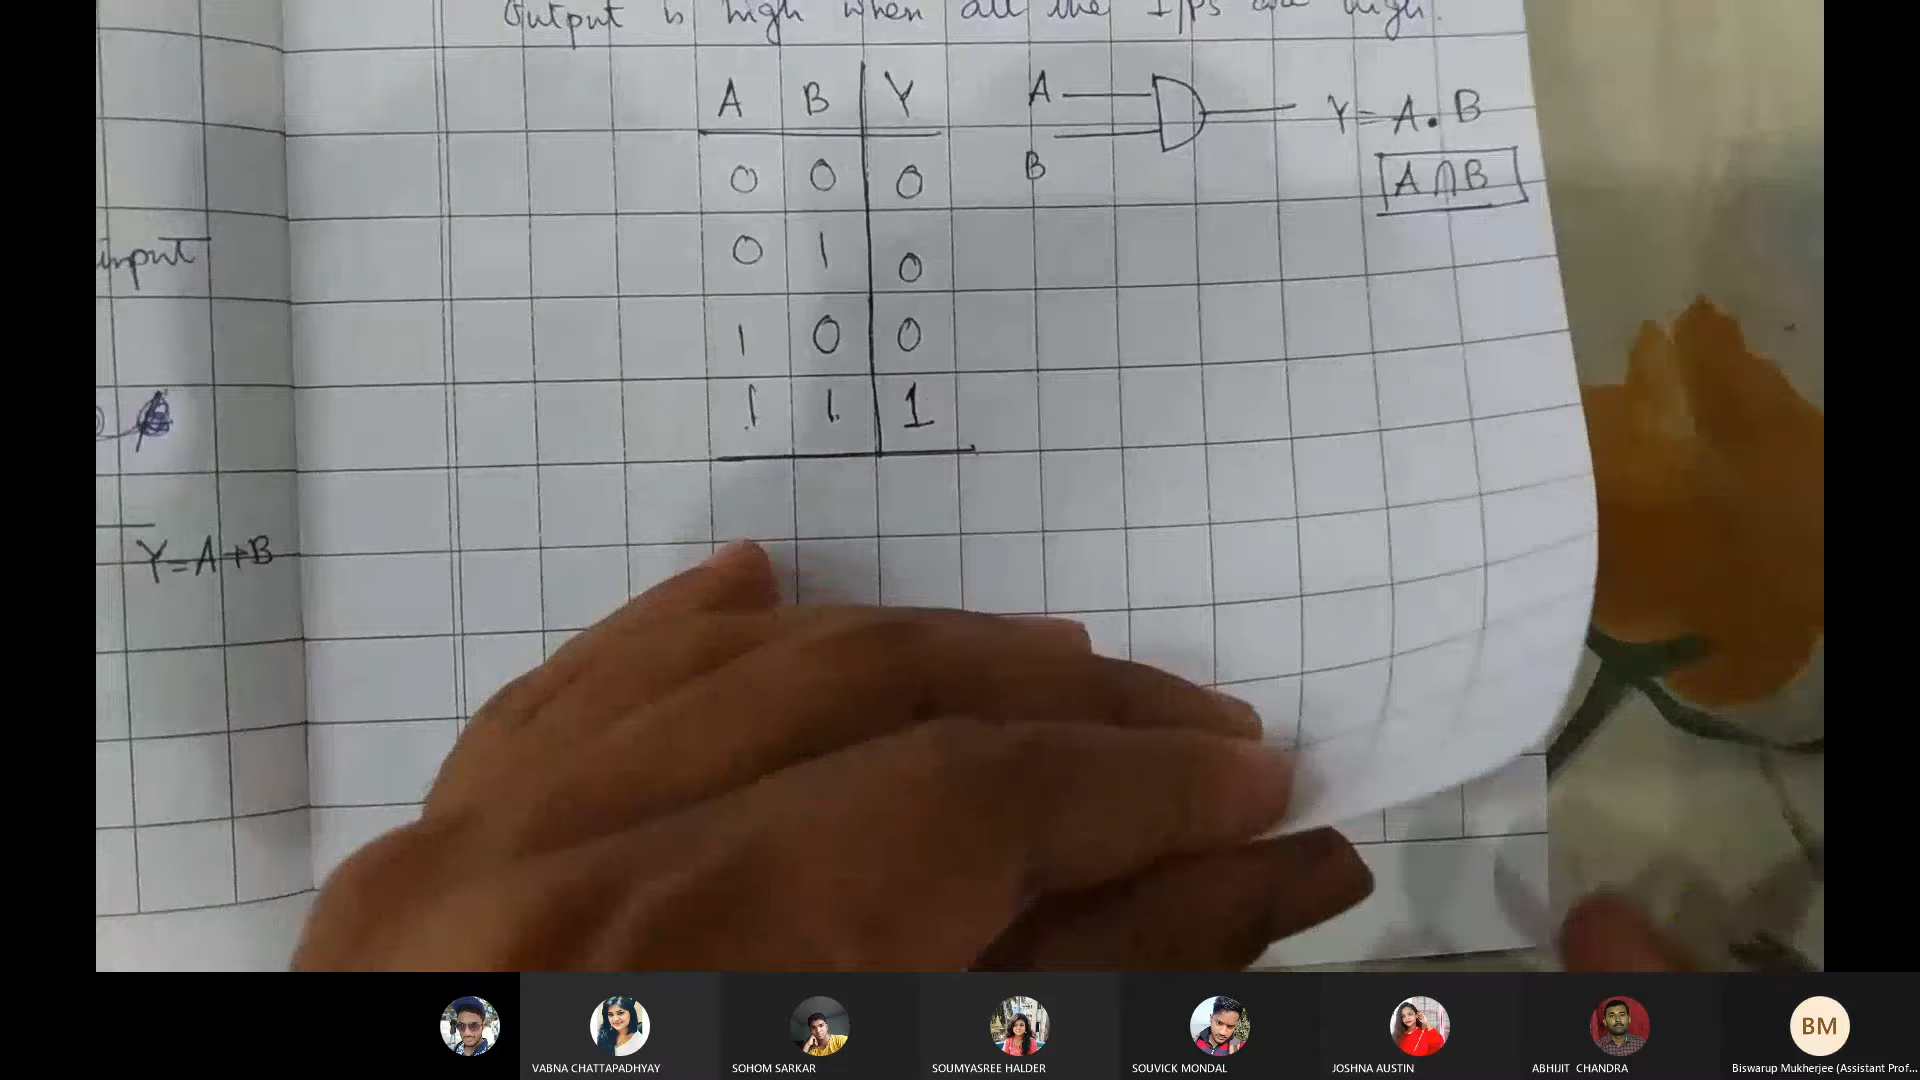 Output is high when all the I/Ps are high.
A B Y
0 0 0
0 1 0
1 0 0
1 1 1
A
B
Y = A . B
A ∩ B
input
Y = A + B
VABNA CHATTAPADHYAY
SOHOM SARKAR
SOUMYASREE HALDER
SOUVICK MONDAL
JOSHNA AUSTIN
ABHIJIT CHANDRA
BM
Biswarup Mukherjee (Assistant Prof...